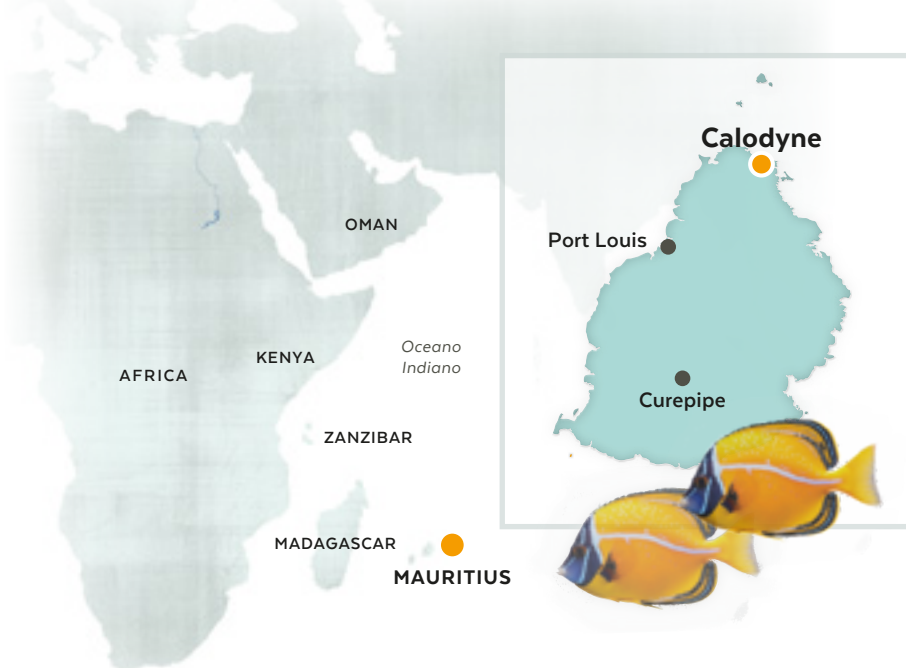 OMAN
AFRICA
KENYA
Oceano
Indiano
ZANZIBAR
MADAGASCAR
MAURITIUS
Calodyne
Port Louis
Curepipe